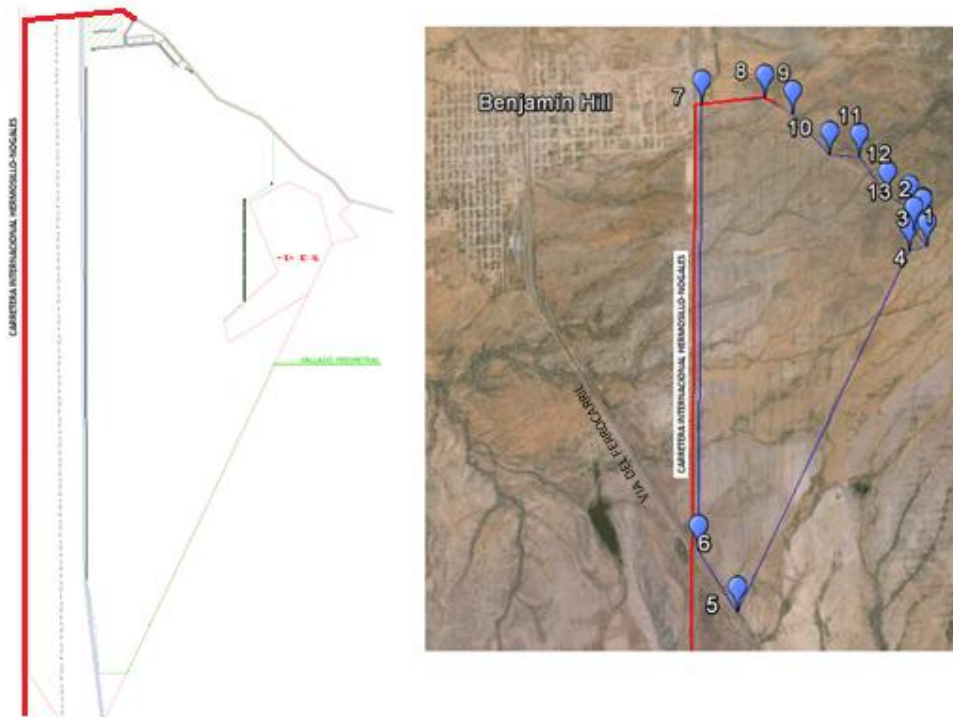 CARRETERA INTERNACIONAL HERMOSILLO-NOGALES
VALLADO PERIMETRAL
Benjamín Hill
7
8
9
10
11
12
13
2
3
1
4
CARRETERA INTERNACIONAL HERMOSILLO-NOGALES
VIA DEL FERROCARRIL
6
5